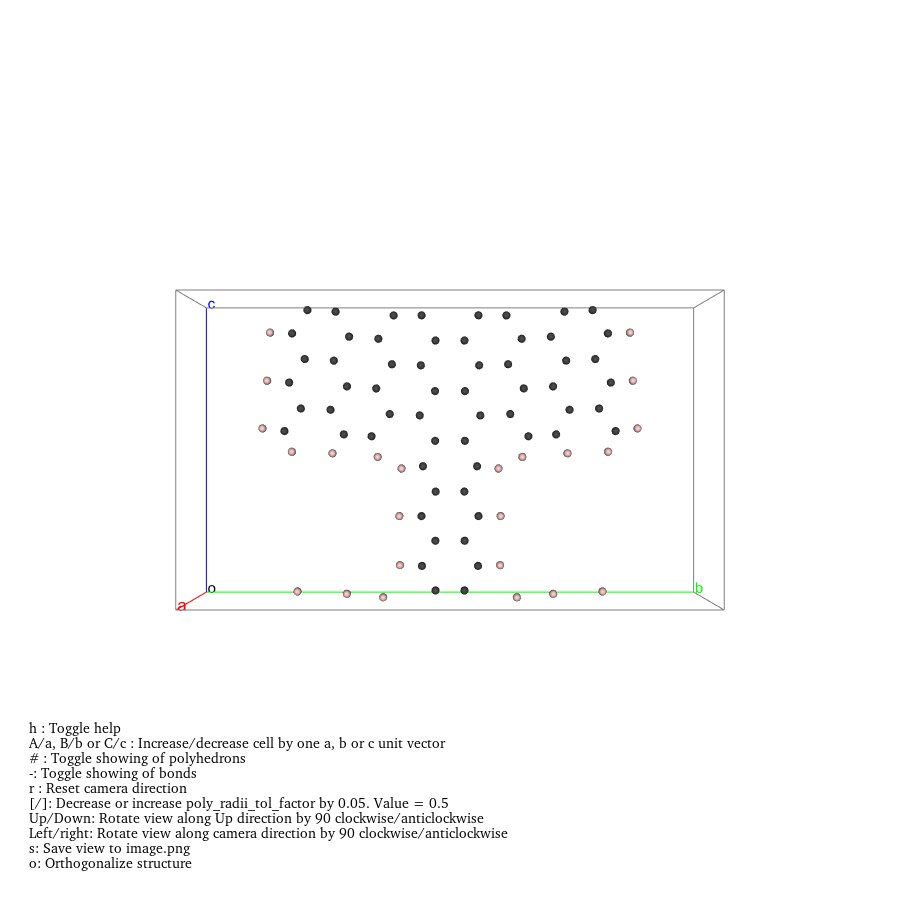 c
o
b
a
h : Toggle help
A/a, B/b or C/c : Increase/decrease cell by one a, b or c unit vector
# : Toggle showing of polyhedrons
-: Toggle showing of bonds
r : Reset camera direction
[/]: Decrease or increase poly_radii_tol_factor by 0.05. Value = 0.5
Up/Down: Rotate view along Up direction by 90 clockwise/anticlockwise
Left/right: Rotate view along camera direction by 90 clockwise/anticlockwise
s: Save view to image.png
o: Orthogonalize structure